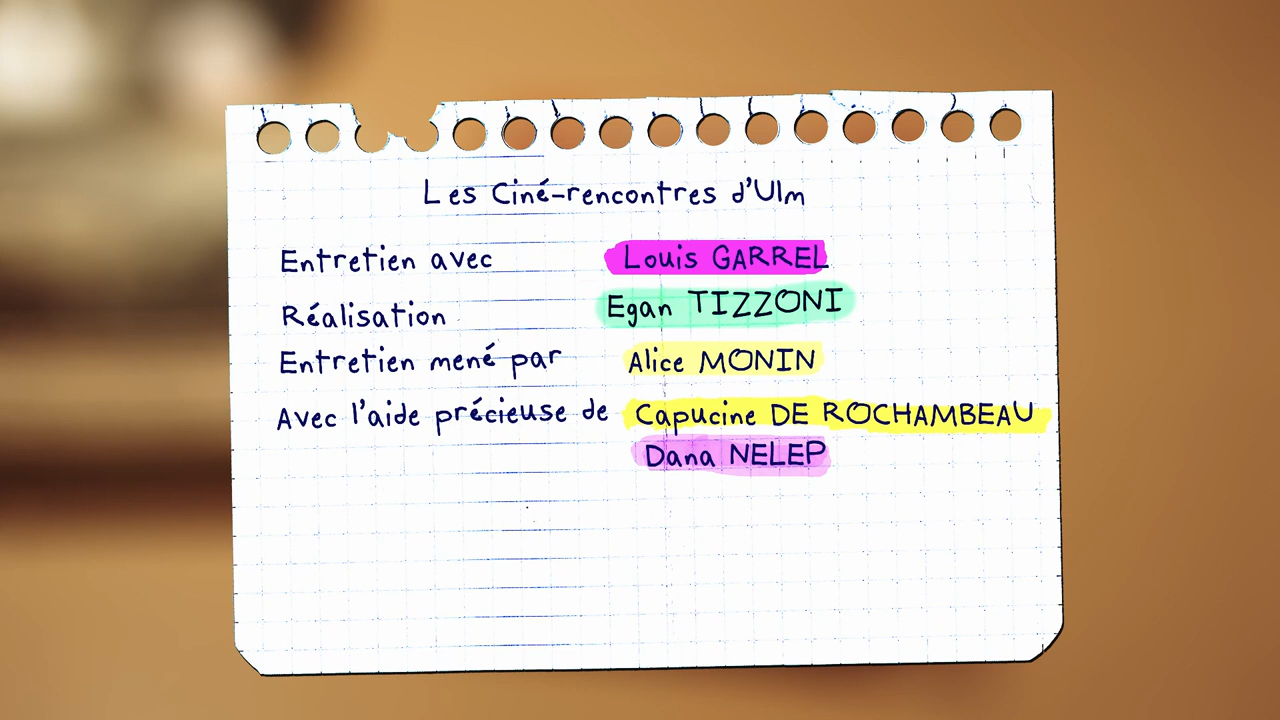 Les Ciné-rencontres d'Ulm
Entretien avec Louis GARREL
Réalisation Egan TIZZONI
Entretien mené par Alice MONIN
Avec l'aide précieuse de Capucine DE ROCHAMBEAU
Dana NELEP